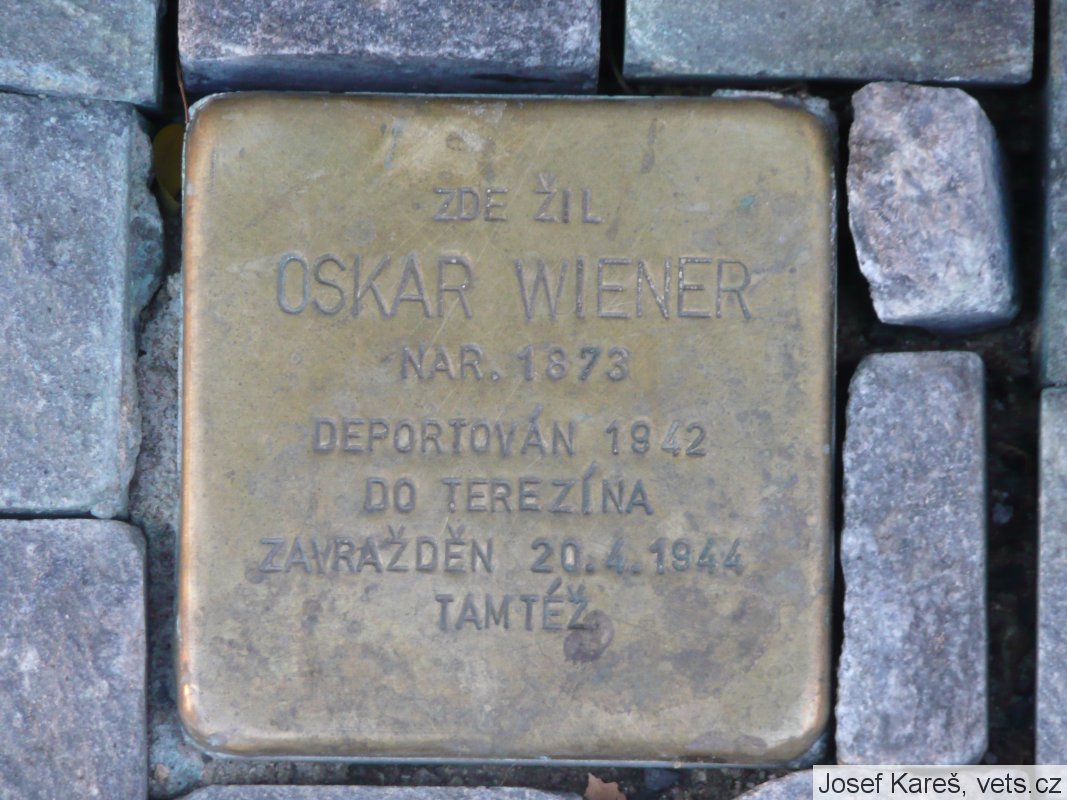 ZDE ŽIL
OSKAR WIENER
NAR. 1873
DEPORTOVÁN 1942
DO TEREZÍNA
ZAVRAŽDĚN 20.4.1944
TAMTÉŽ
Josef Kareš, vets.cz